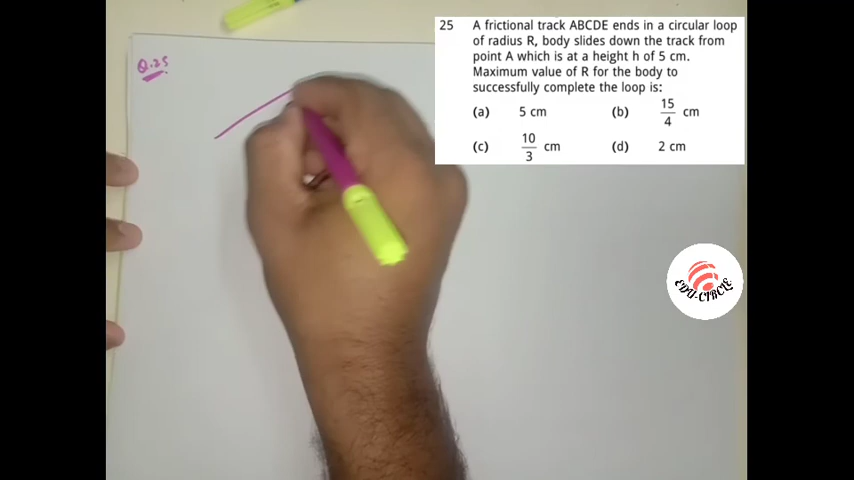 Q.25
25 A frictional track ABCDE ends in a circular loop
of radius R, body slides down the track from
point A which is at a height h of 5 cm.
Maximum value of R for the body to
successfully complete the loop is:
(a) 5 cm (b) 15/4 cm
(c) 10/3 cm (d) 2 cm
EDU-CIRCLE